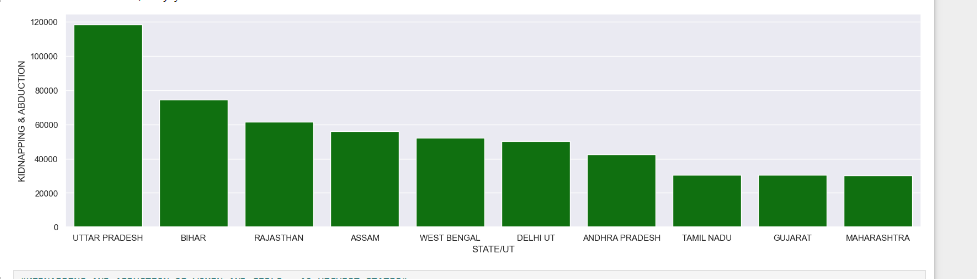 120000
100000
80000
60000
40000
20000
0
KIDNAPPING & ABDUCTION
UTTAR PRADESH BIHAR RAJASTHAN ASSAM WEST BENGAL DELHI UT ANDHRA PRADESH TAMIL NADU GUJARAT MAHARASHTRA
STATE/UT